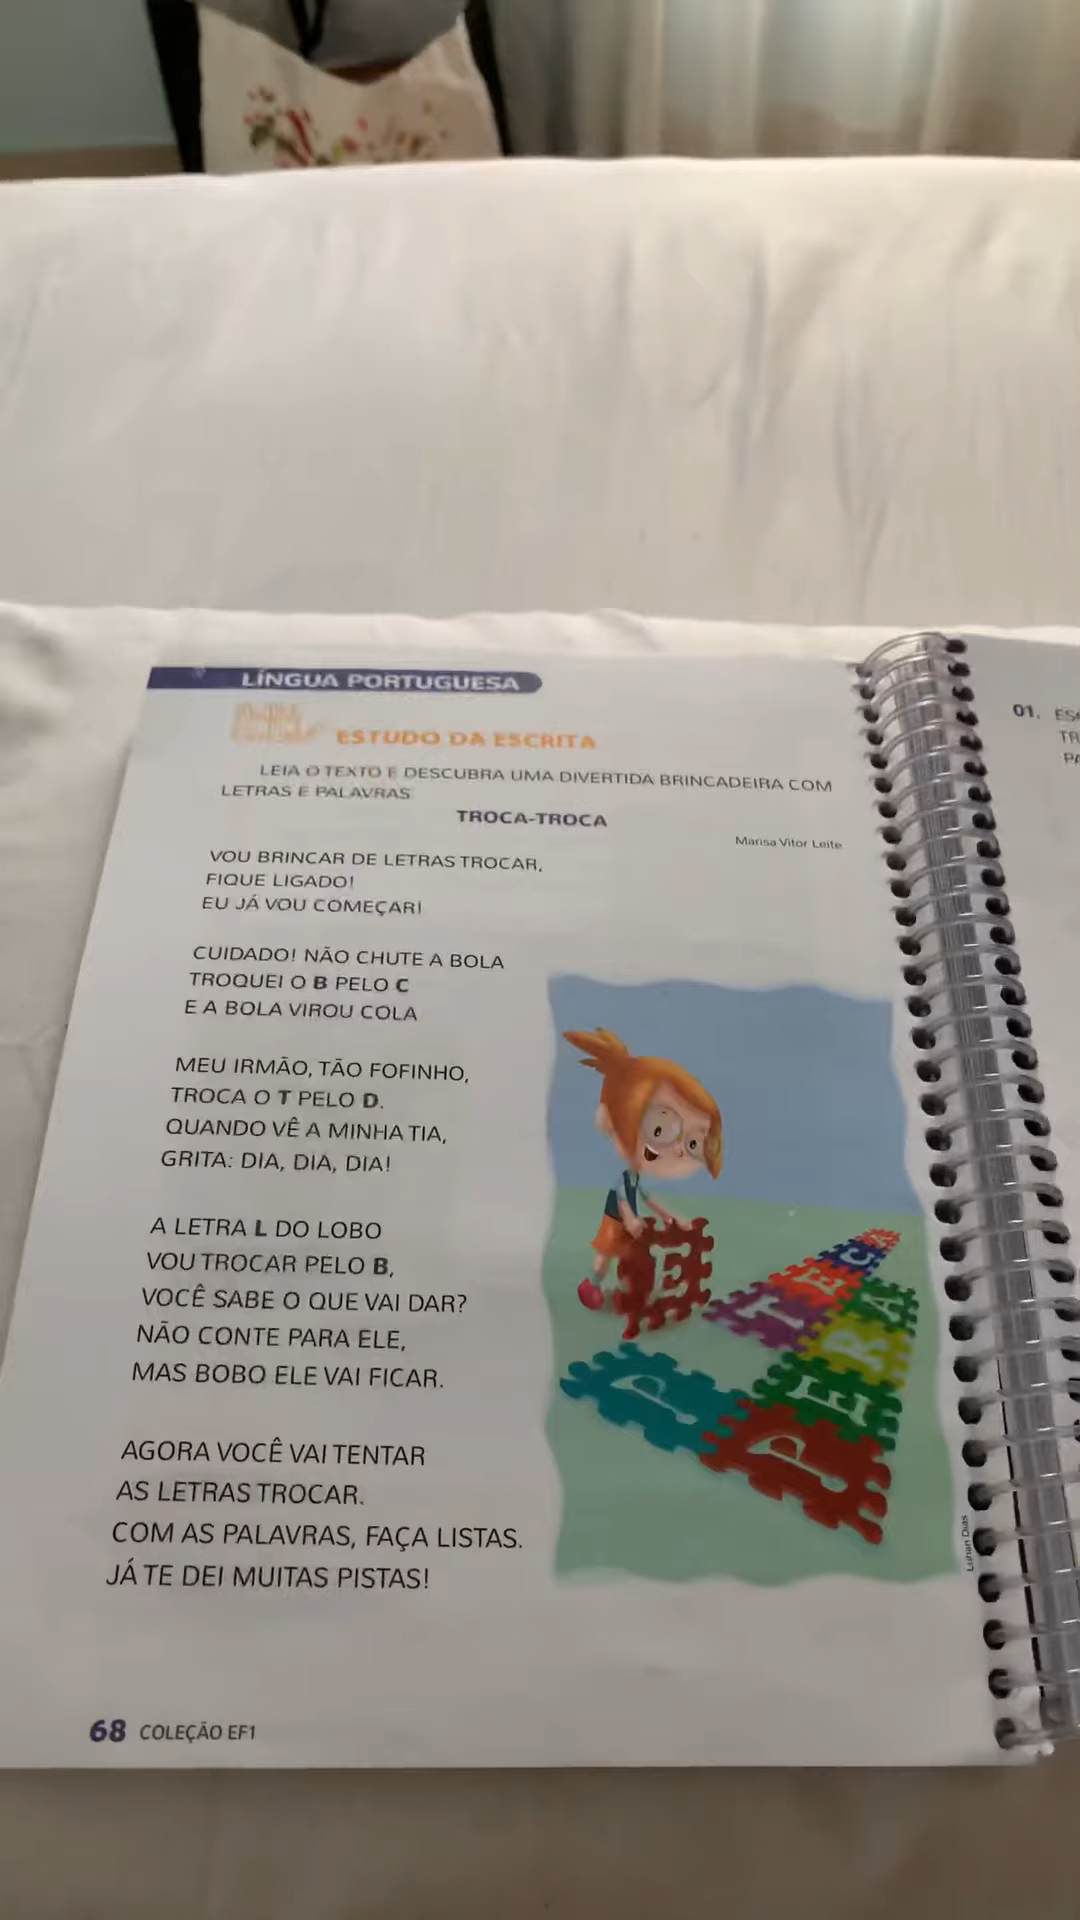 LÍNGUA PORTUGUESA
ESTUDO DA ESCRITA
LEIA O TEXTO E DESCUBRA UMA DIVERTIDA BRINCADEIRA COM
LETRAS E PALAVRAS
TROCA-TROCA
Marisa Vitor Leite
VOU BRINCAR DE LETRAS TROCAR,
FIQUE LIGADO!
EU JÁ VOU COMEÇAR!
CUIDADO! NÃO CHUTE A BOLA
TROQUEI O B PELO C
E A BOLA VIROU COLA
MEU IRMÃO, TÃO FOFINHO,
TROCA O T PELO D.
QUANDO VÊ A MINHA TIA,
GRITA: DIA, DIA, DIA!
A LETRA L DO LOBO
VOU TROCAR PELO B,
VOCÊ SABE O QUE VAI DAR?
NÃO CONTE PARA ELE,
MAS BOBO ELE VAI FICAR.
AGORA VOCÊ VAI TENTAR
AS LETRAS TROCAR.
COM AS PALAVRAS, FAÇA LISTAS.
JÁ TE DEI MUITAS PISTAS!
E
P
T E C A
P E R A
Luhan Dias
68 COLEÇÃO EF1
01.